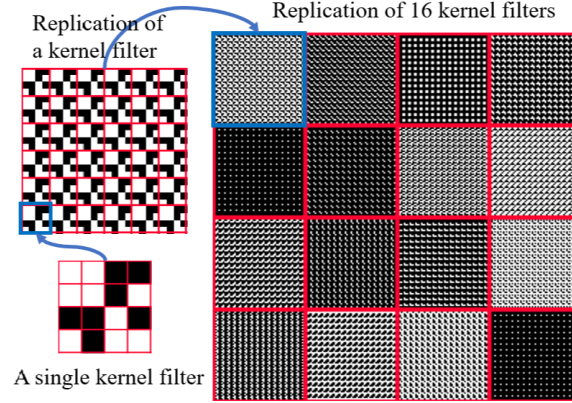 Replication of
a kernel filter
Replication of 16 kernel filters
A single kernel filter